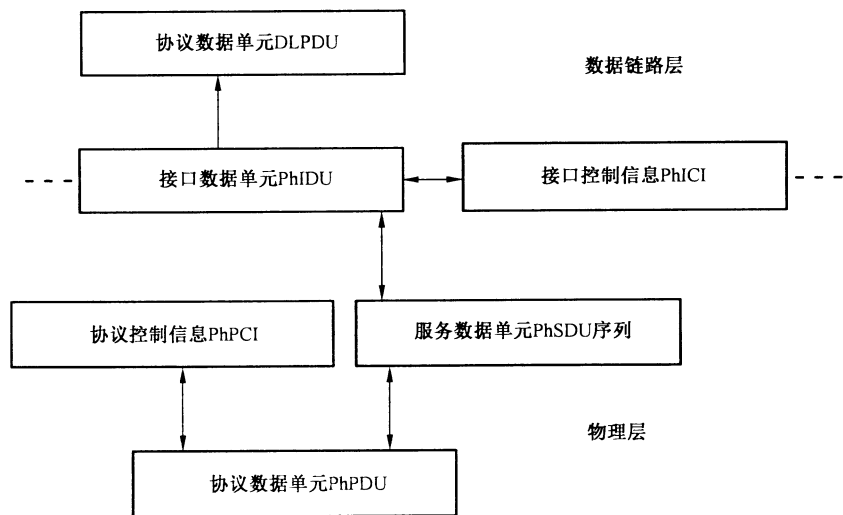 协议数据单元DLPDU
数据链路层
接口数据单元PhIDU
接口控制信息PhICI
协议控制信息PhPCI
服务数据单元PhSDU序列
物理层
协议数据单元PhPDU